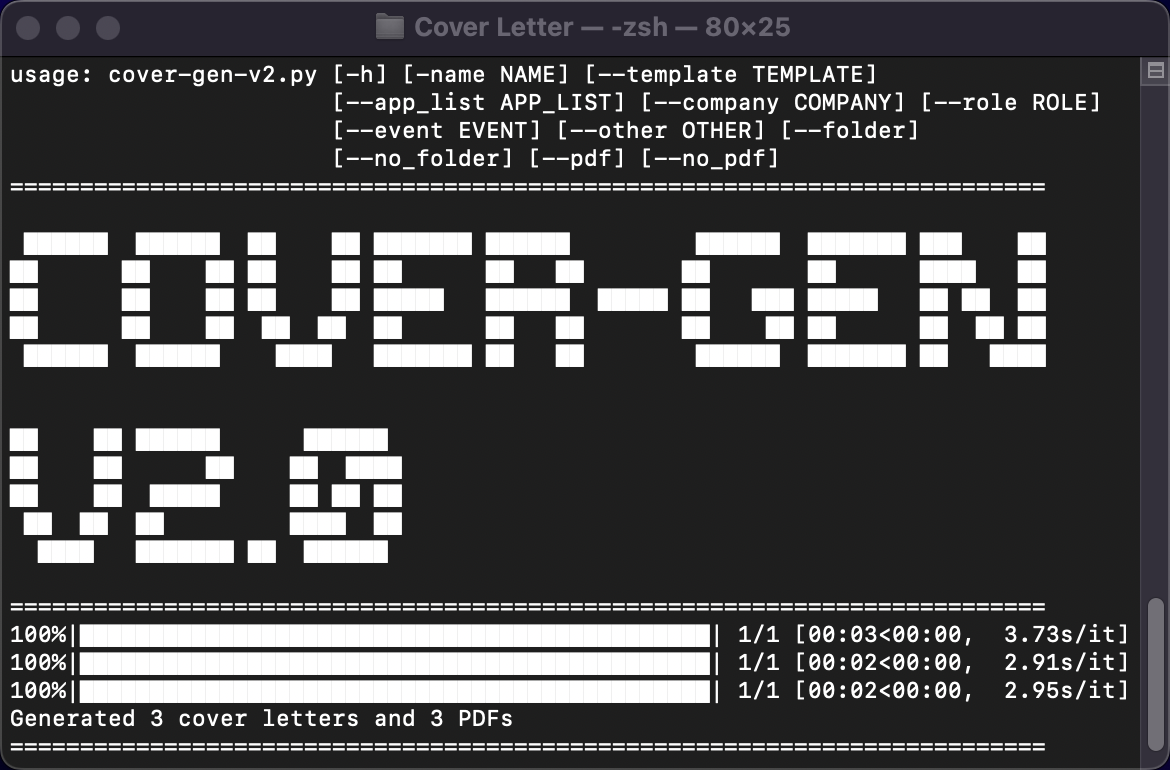 Cover Letter — -zsh — 80×25
usage: cover-gen-v2.py [-h] [-name NAME] [--template TEMPLATE]
[--app_list APP_LIST] [--company COMPANY] [--role ROLE]
[--event EVENT] [--other OTHER] [--folder]
[--no_folder] [--pdf] [--no_pdf]
==========================================================================
COVER-GEN
V2.0
==========================================================================
100%|█████████████████████████████████████████████| 1/1 [00:03<00:00,  3.73s/it]
100%|█████████████████████████████████████████████| 1/1 [00:02<00:00,  2.91s/it]
100%|█████████████████████████████████████████████| 1/1 [00:02<00:00,  2.95s/it]
Generated 3 cover letters and 3 PDFs
==========================================================================